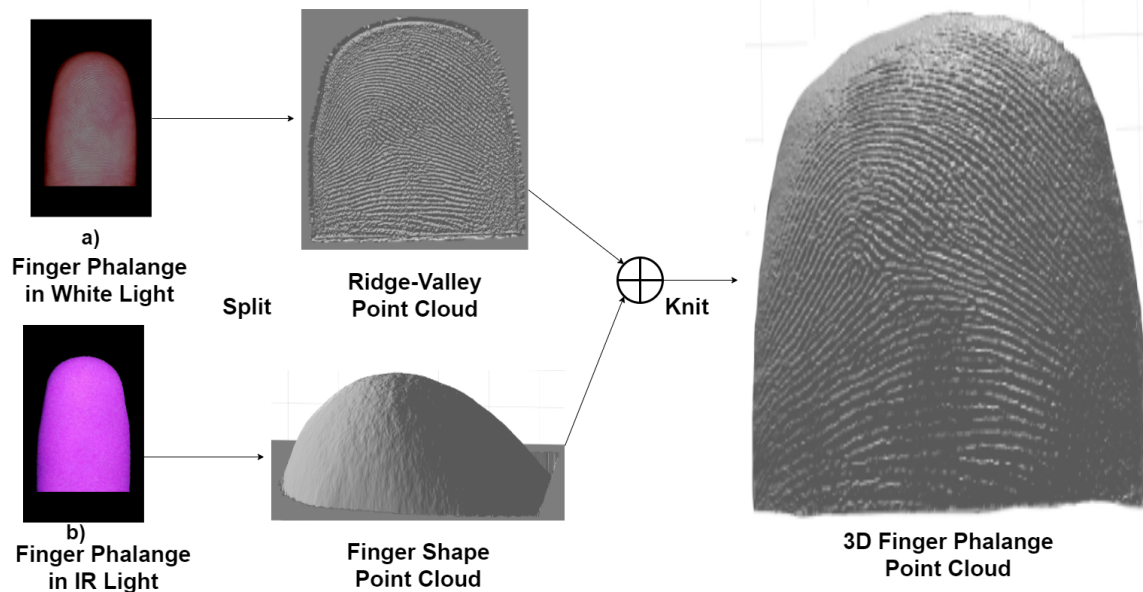 a)
Finger Phalange
in White Light
Ridge-Valley
Point Cloud
Split
Knit
b)
Finger Phalange
in IR Light
Finger Shape
Point Cloud
3D Finger Phalange
Point Cloud